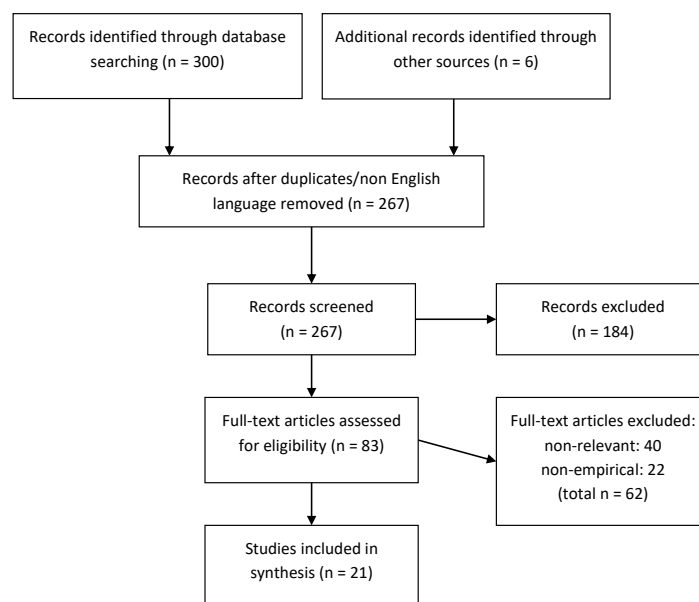 Records identified through database
searching (n = 300)
Additional records identified through
other sources (n = 6)
Records after duplicates/non English
language removed (n = 267)
Records screened
(n = 267)
Records excluded
(n = 184)
Full-text articles assessed
for eligibility (n = 83)
Full-text articles excluded:
non-relevant: 40
non-empirical: 22
(total n = 62)
Studies included in
synthesis (n = 21)